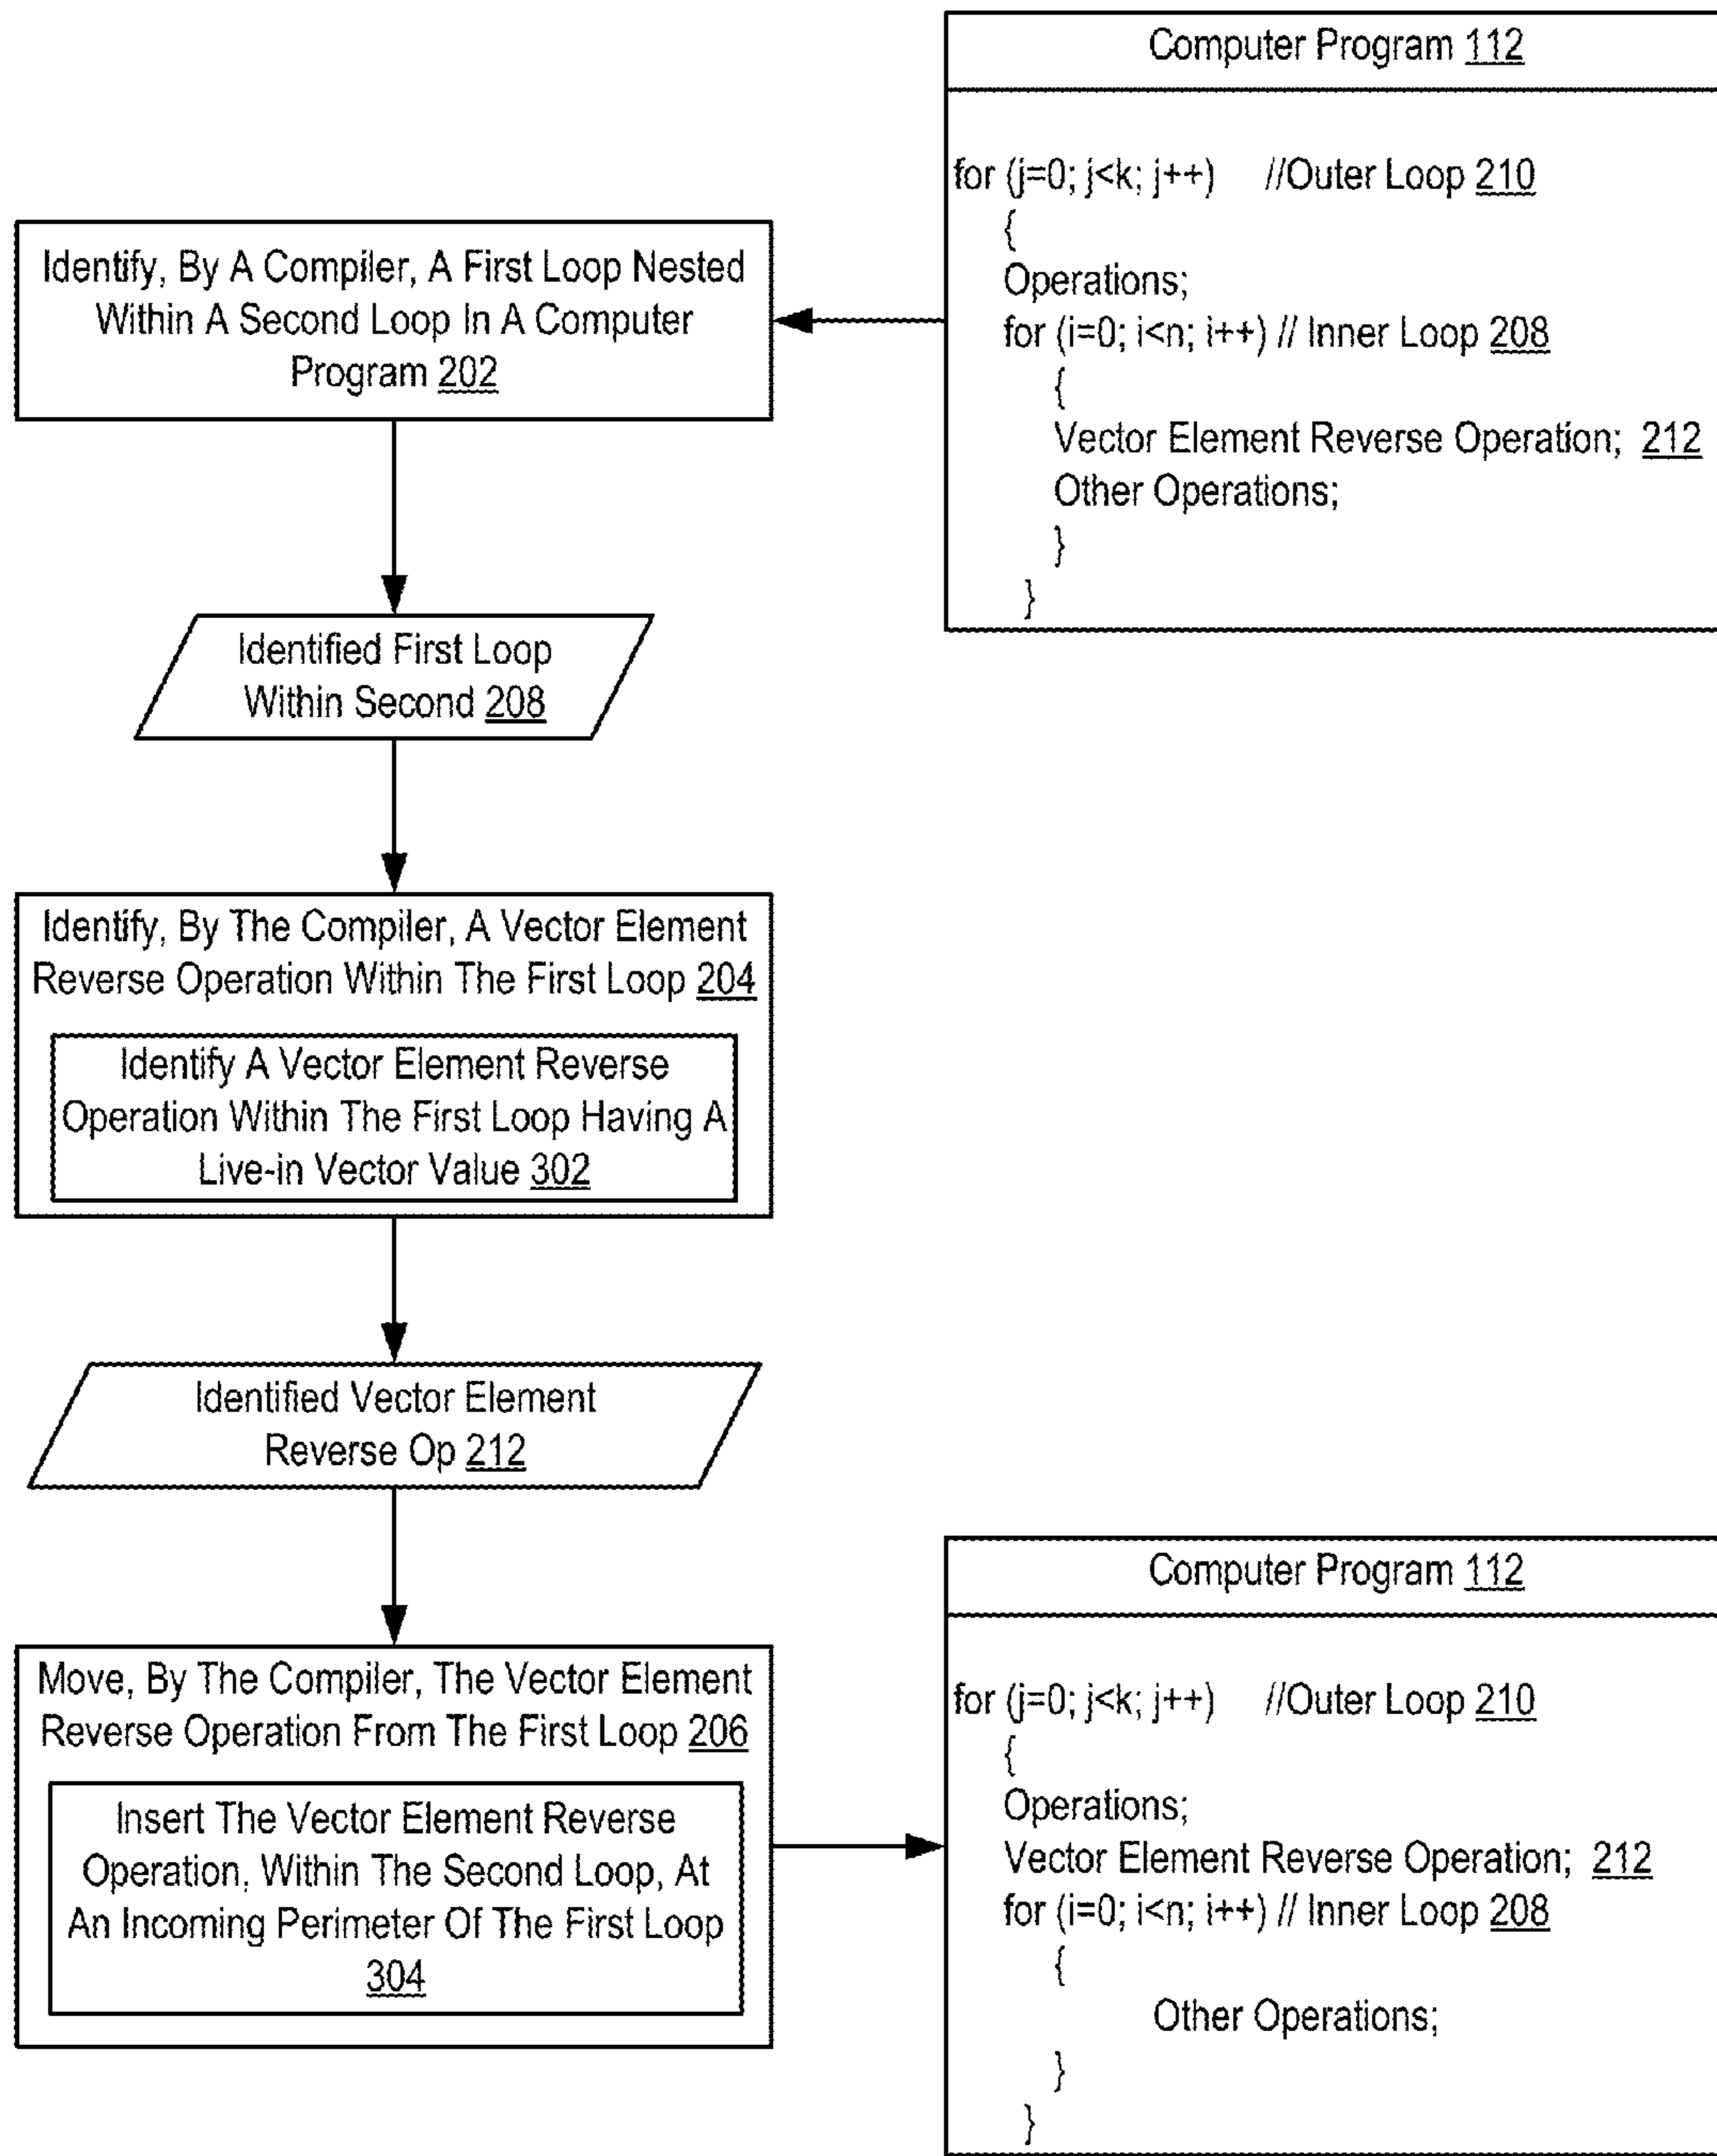 Computer Program 112
for (j=0; j<k; j++) //Outer Loop 210
{
Operations;
for (i=0; i<n; i++) // Inner Loop 208
{
Vector Element Reverse Operation; 212
Other Operations;
}
}
Identify, By A Compiler, A First Loop Nested
Within A Second Loop In A Computer
Program 202
Identified First Loop
Within Second 208
Identify, By The Compiler, A Vector Element
Reverse Operation Within The First Loop 204
Identify A Vector Element Reverse
Operation Within The First Loop Having A
Live-in Vector Value 302
Identified Vector Element
Reverse Op 212
Move, By The Compiler, The Vector Element
Reverse Operation From The First Loop 206
Insert The Vector Element Reverse
Operation, Within The Second Loop, At
An Incoming Perimeter Of The First Loop
304
Computer Program 112
for (j=0; j<k; j++) //Outer Loop 210
{
Operations;
Vector Element Reverse Operation; 212
for (i=0; i<n; i++) // Inner Loop 208
{
Other Operations;
}
}